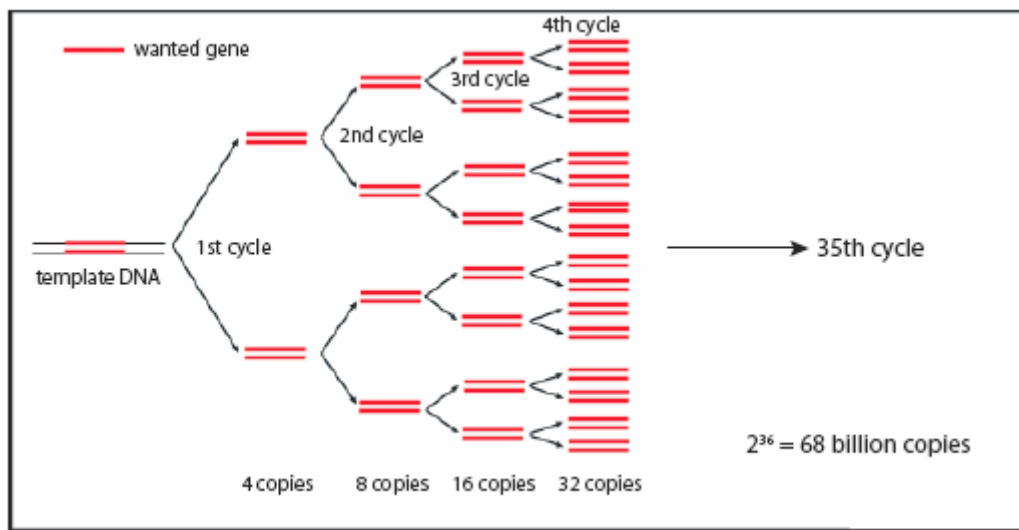 4th cycle
wanted gene
3rd cycle
2nd cycle
1st cycle
35th cycle
template DNA
2³⁶ = 68 billion copies
4 copies 8 copies 16 copies 32 copies